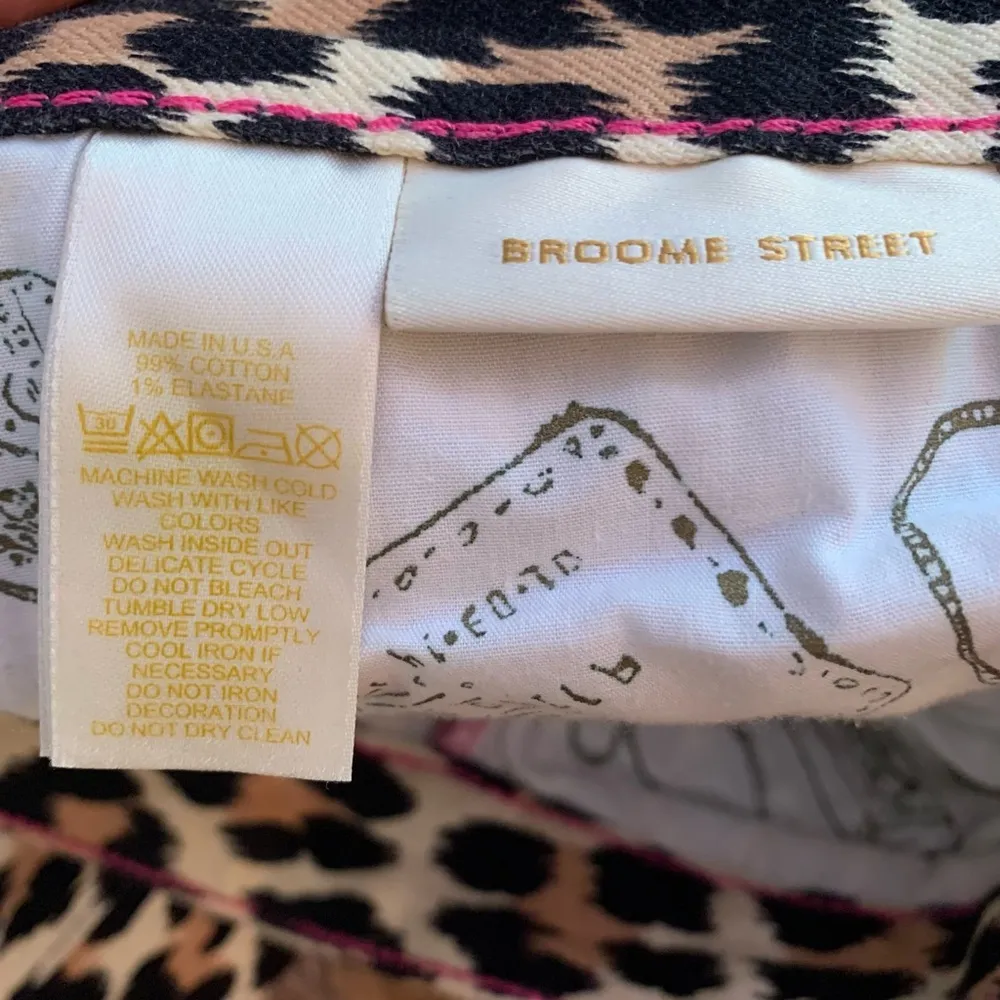 BROOME STREET
MADE IN U.S.A
99% COTTON
1% ELASTANE
30
MACHINE WASH COLD
WASH WITH LIKE
COLORS
WASH INSIDE OUT
DELICATE CYCLE
DO NOT BLEACH
TUMBLE DRY LOW
REMOVE PROMPTLY
COOL IRON IF
NECESSARY
DO NOT IRON
DECORATION
DO NOT DRY CLEAN